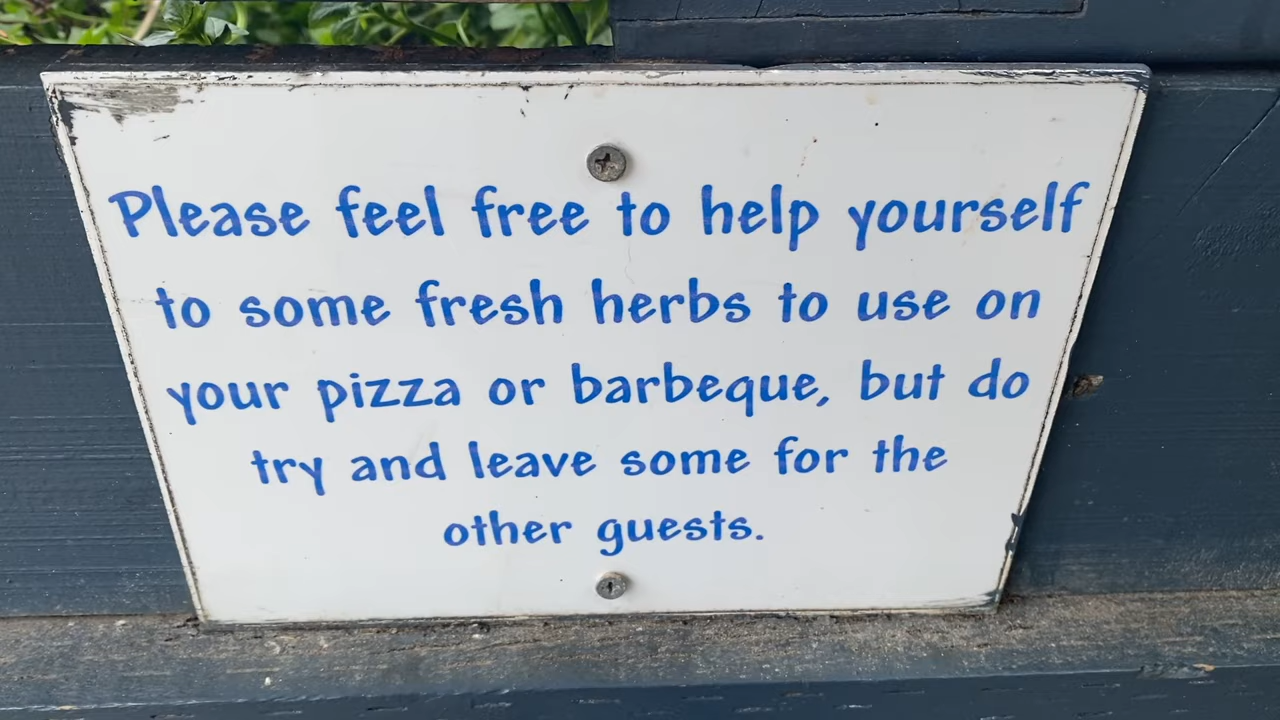 Please feel free to help yourself
to some fresh herbs to use on
your pizza or barbeque, but do
try and leave some for the
other guests.